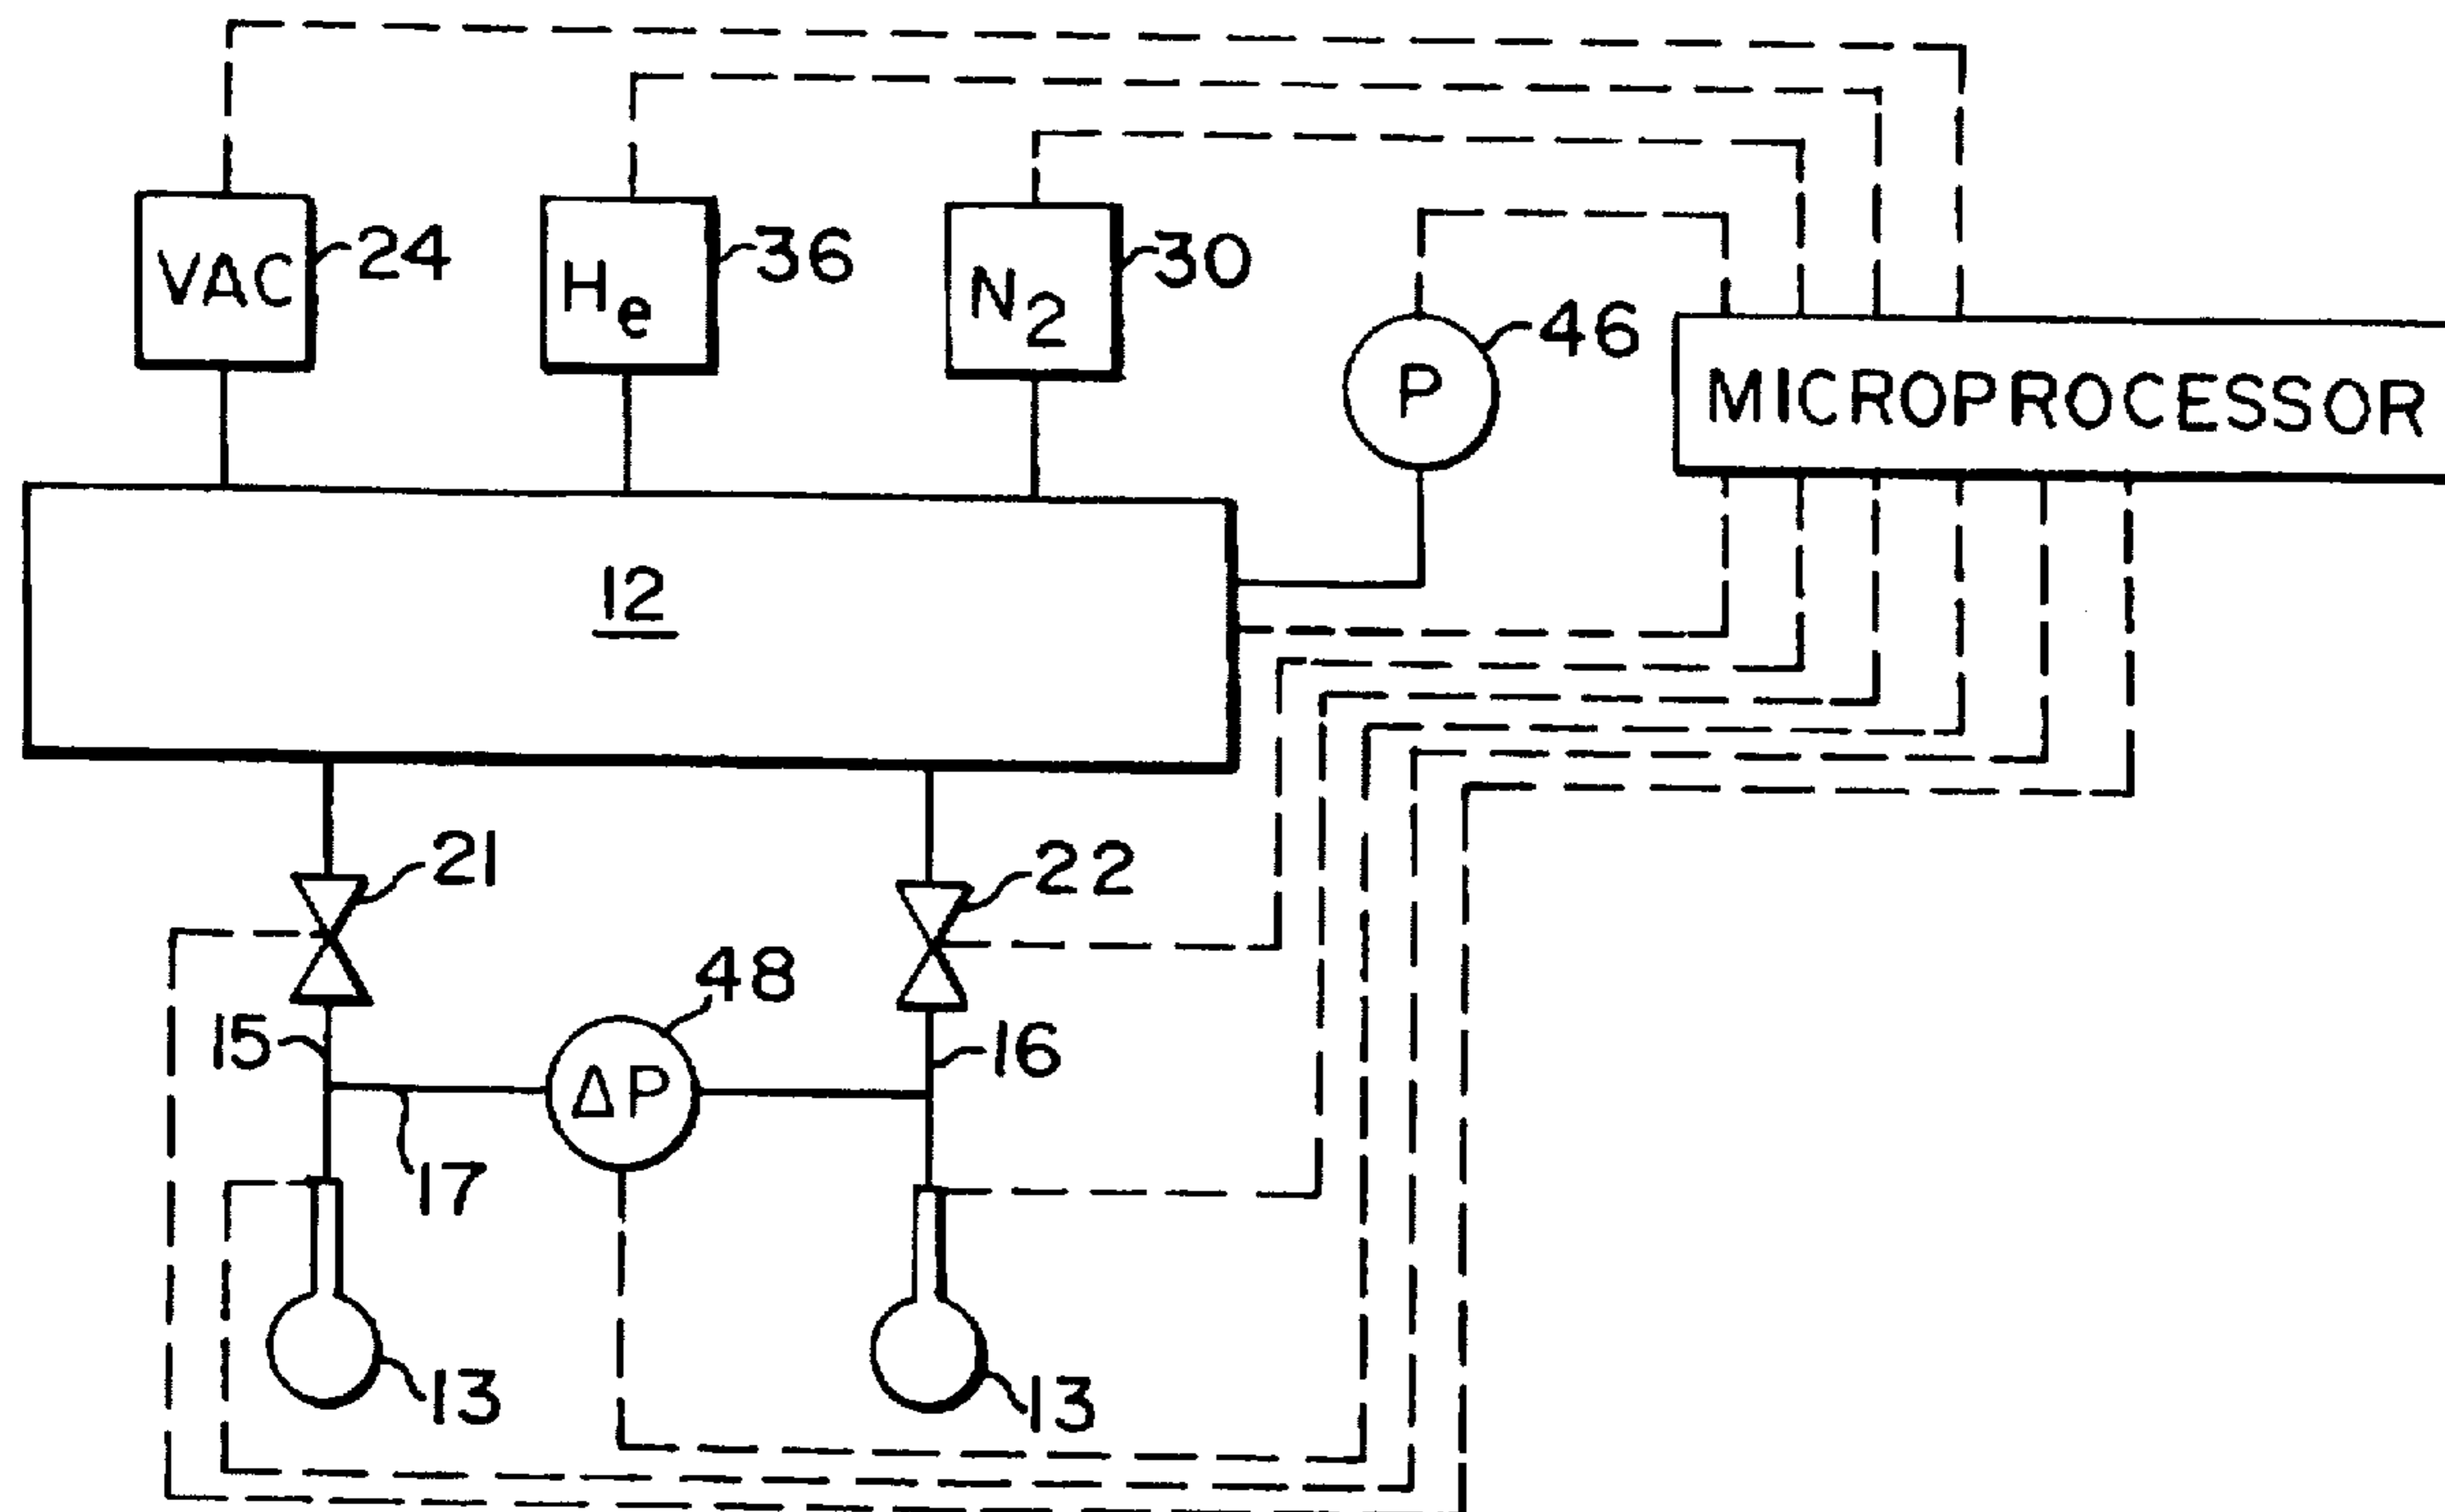 VAC
24
He
36
N2
30
P
46
MICROPROCESSOR
12
21
22
48
15
ΔP
16
17
13
13